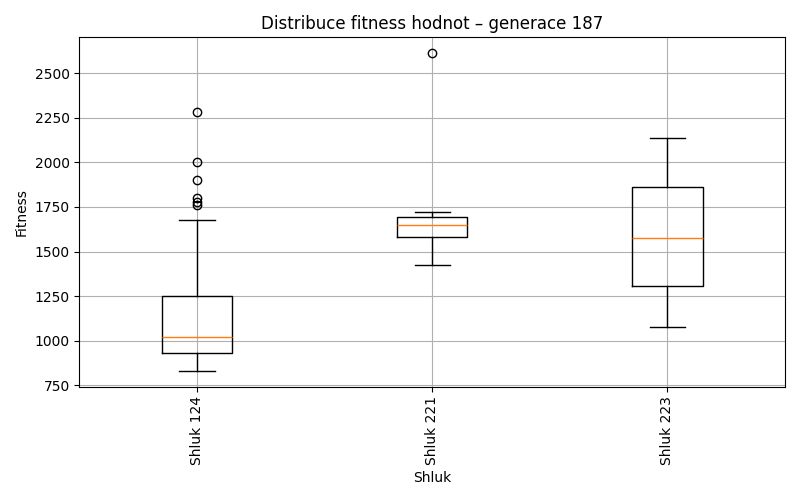 Distribuce fitness hodnot – generace 187
Fitness
2500
2250
2000
1750
1500
1250
1000
750
Shluk 124
Shluk 221
Shluk 223
Shluk